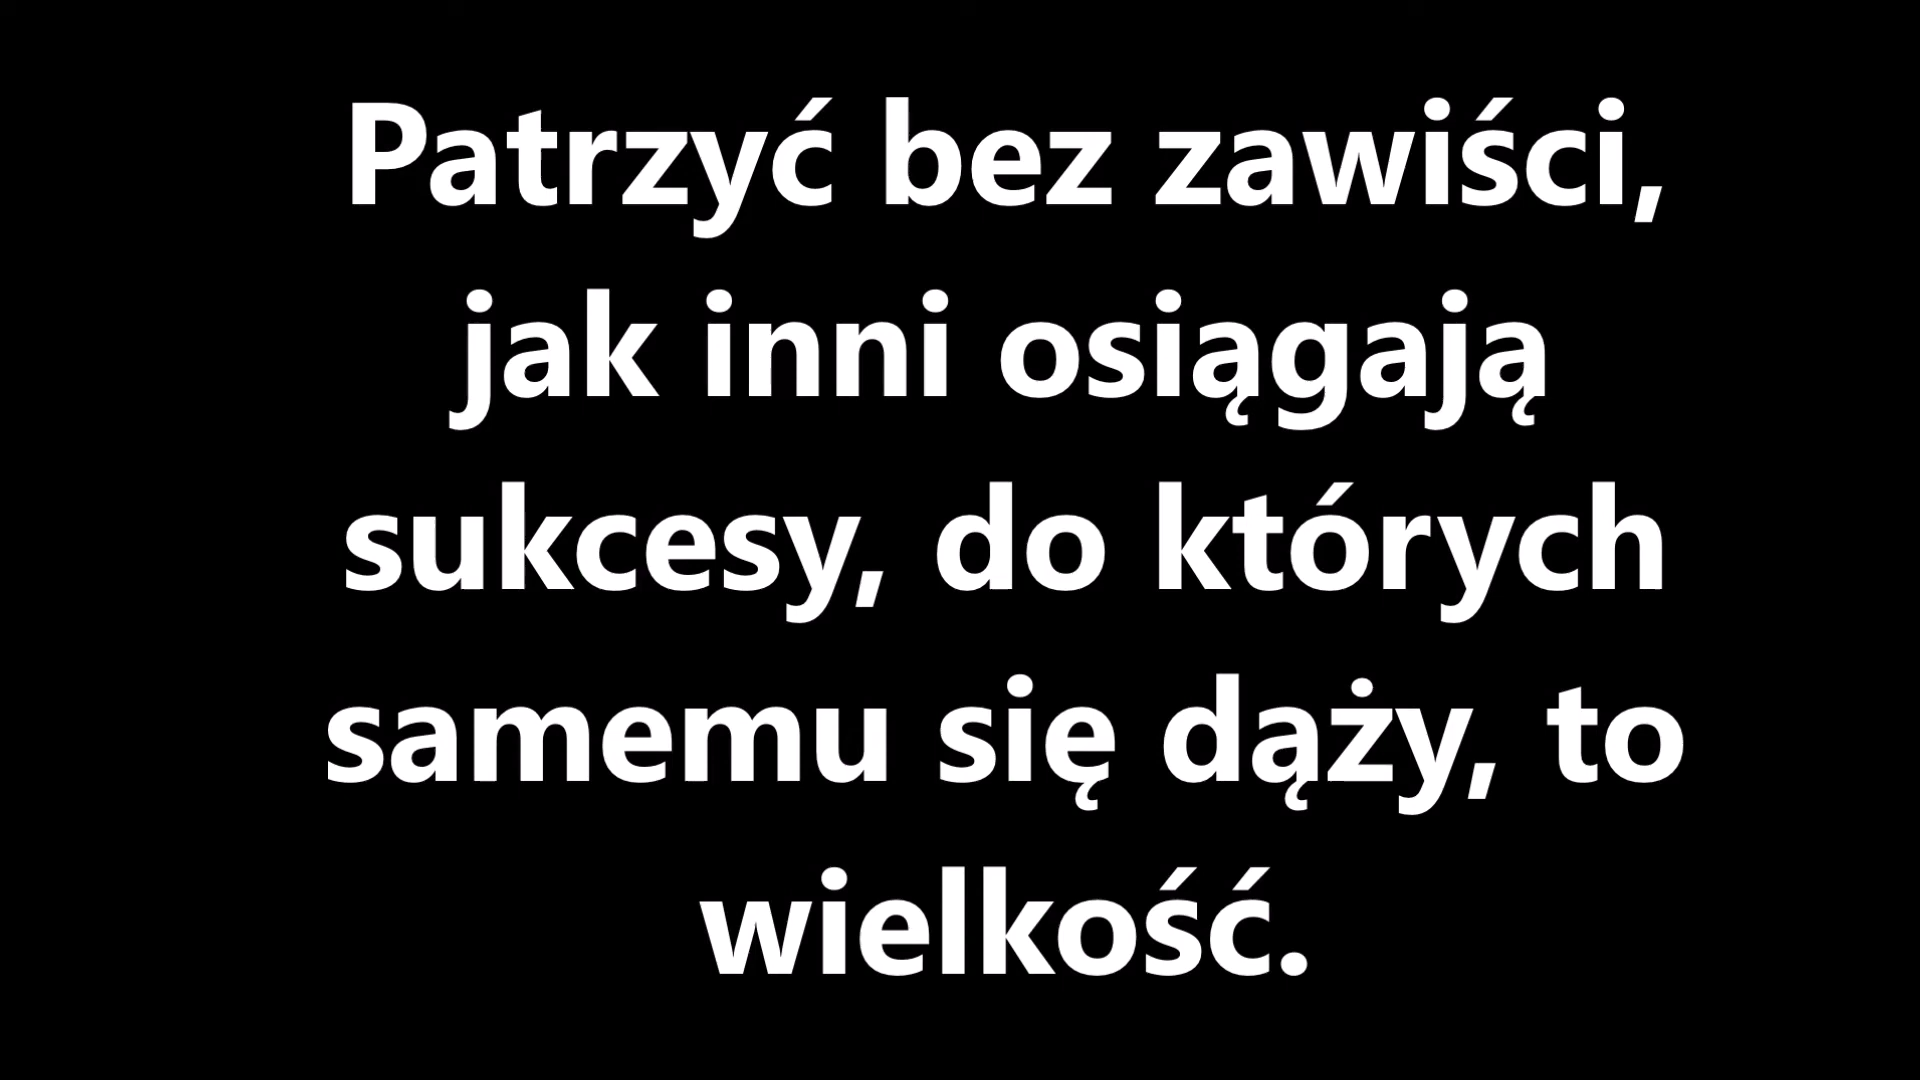 Patrzyć bez zawiści,
jak inni osiągają
sukcesy, do których
samemu się dąży, to
wielkość.